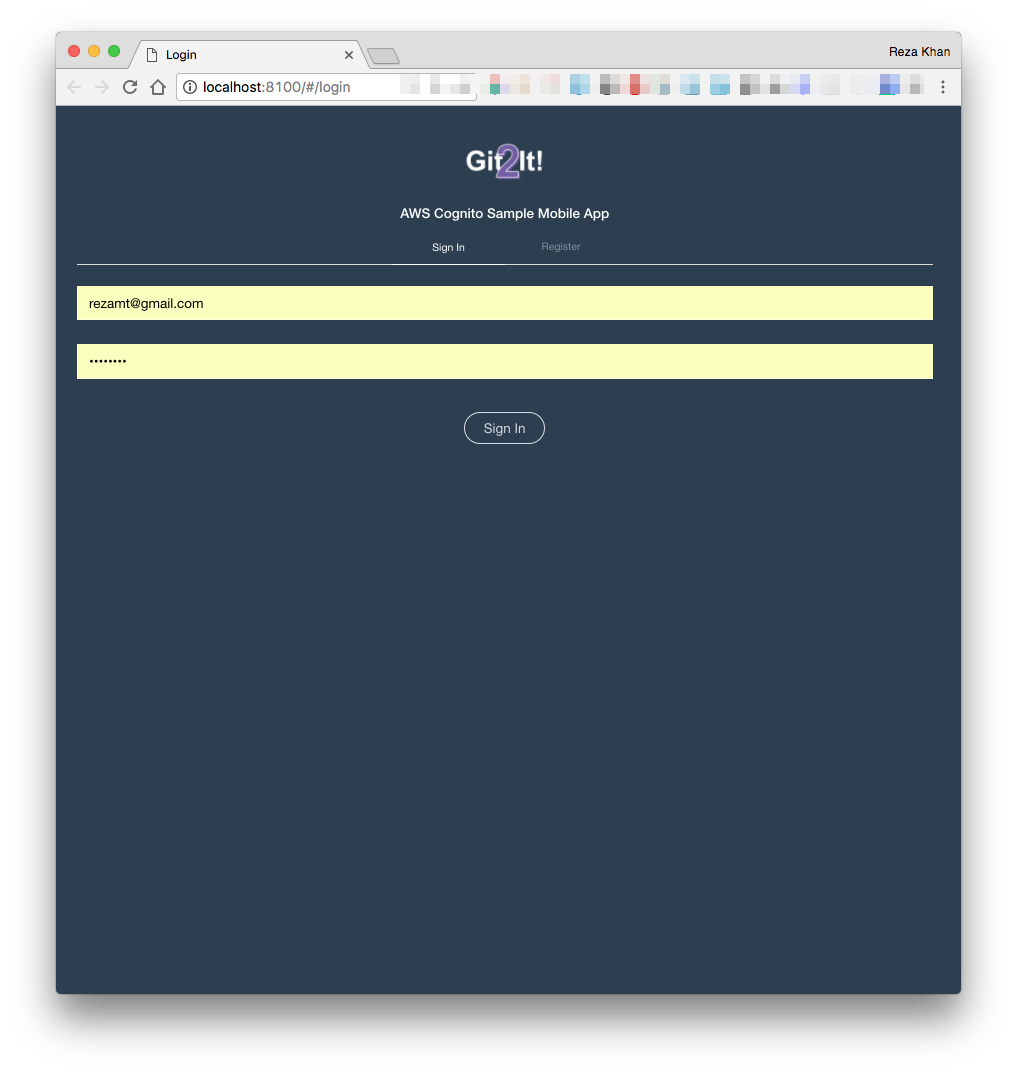 Login
Reza Khan
localhost:8100/#/login
Git2It!
AWS Cognito Sample Mobile App
Sign In Register
rezamt@gmail.com
••••••••
Sign In